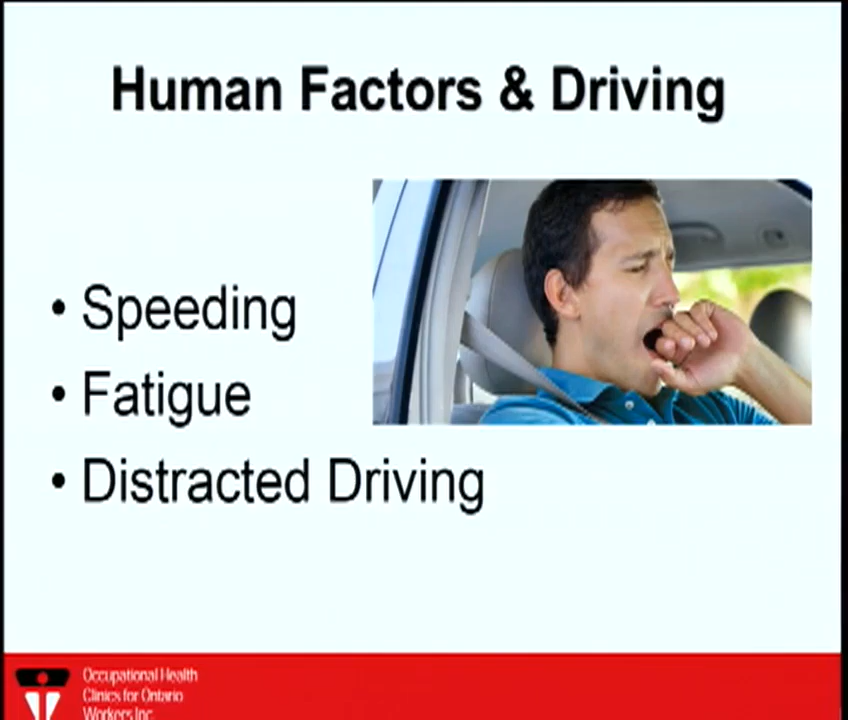 Human Factors & Driving
• Speeding
• Fatigue
• Distracted Driving
Occupational Health
Clinics for Ontario
Workers Inc.